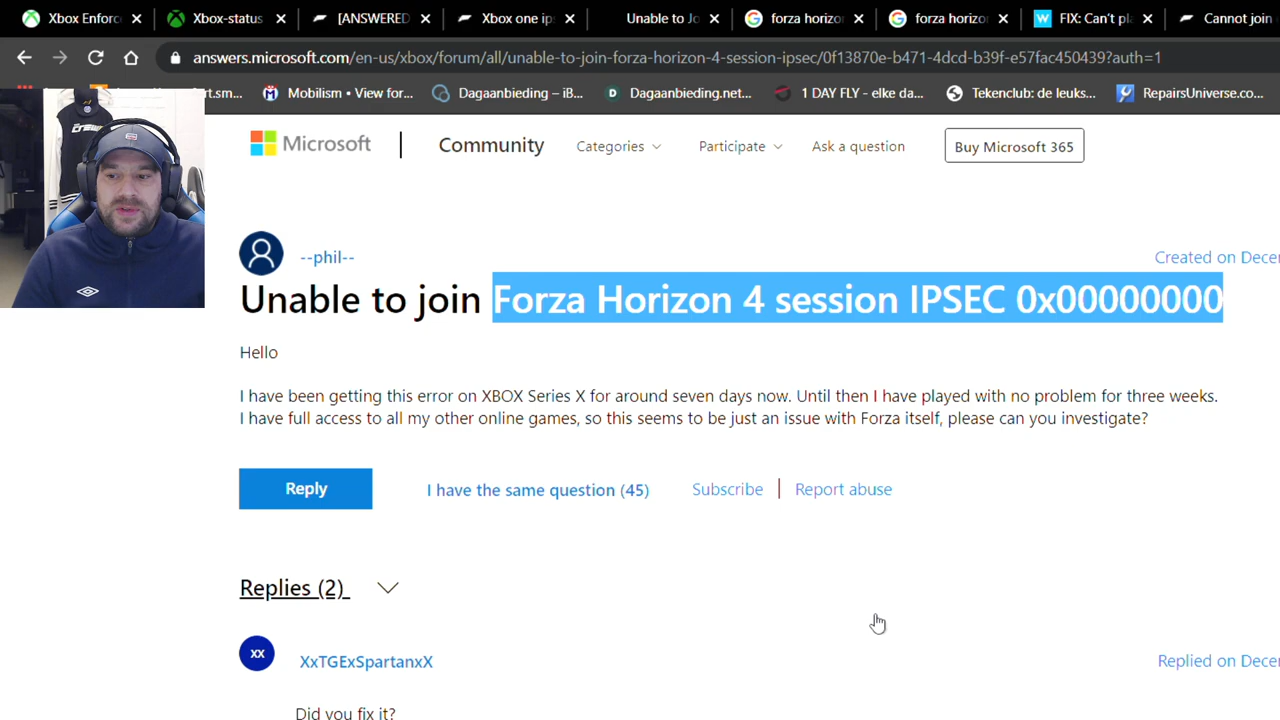 Xbox Enforc
Xbox-status
[ANSWERED
Xbox one ips
Unable to Jo
forza horizo
forza horizo
FIX: Can't pl
Cannot join
answers.microsoft.com/en-us/xbox/forum/all/unable-to-join-forza-horizon-4-session-ipsec/0f13870e-b471-4dcd-b39f-e57fac450439?auth=1
rt.sm...
Mobilism • View for...
Dagaanbieding – iB...
Dagaanbieding.net...
1 DAY FLY - elke da...
Tekenclub: de leuks...
RepairsUniverse.co...
Microsoft
Community
Categories
Participate
Ask a question
Buy Microsoft 365
--phil--
Created on Decem
Unable to join Forza Horizon 4 session IPSEC 0x00000000
Hello
I have been getting this error on XBOX Series X for around seven days now. Until then I have played with no problem for three weeks.
I have full access to all my other online games, so this seems to be just an issue with Forza itself, please can you investigate?
Reply
I have the same question (45)
Subscribe
Report abuse
Replies (2)
XX
XxTGExSpartanxX
Replied on Decem
Did you fix it?